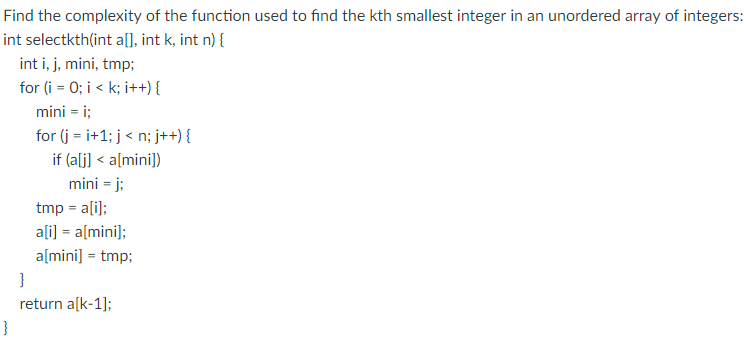 Find the complexity of the function used to find the kth smallest integer in an unordered array of integers:
int selectkth(int a[], int k, int n) {
int i, j, mini, tmp;
for (i = 0; i < k; i++) {
mini = i;
for (j = i+1; j < n; j++) {
if (a[j] < a[mini])
mini = j;
tmp = a[i];
a[i] = a[mini];
a[mini] = tmp;
}
return a[k-1];
}